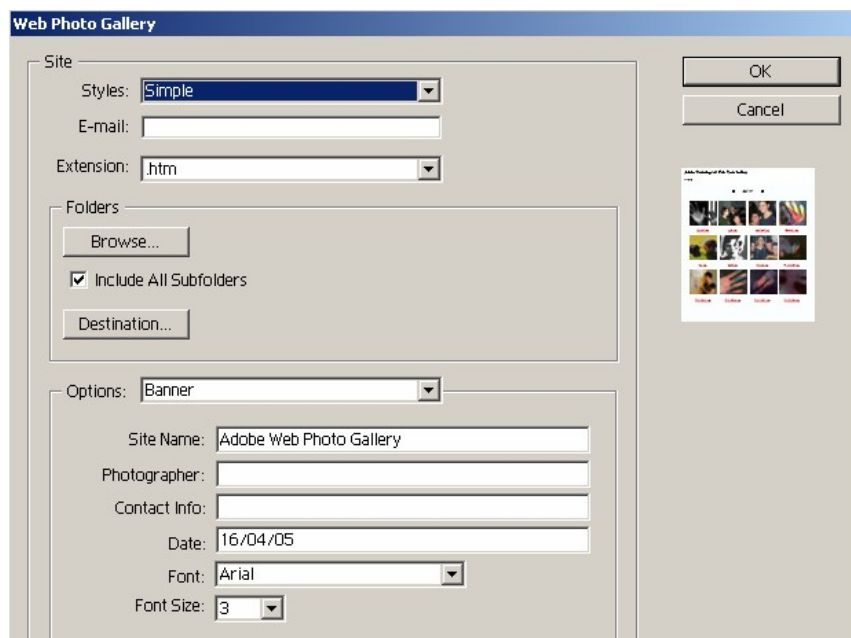 Web Photo Gallery
Site
Styles: Simple
OK
E-mail:
Cancel
Extension: .htm
Folders
Browse...
Include All Subfolders
Destination...
Options: Banner
Site Name: Adobe Web Photo Gallery
Photographer:
Contact Info:
Date: 16/04/05
Font: Arial
Font Size: 3